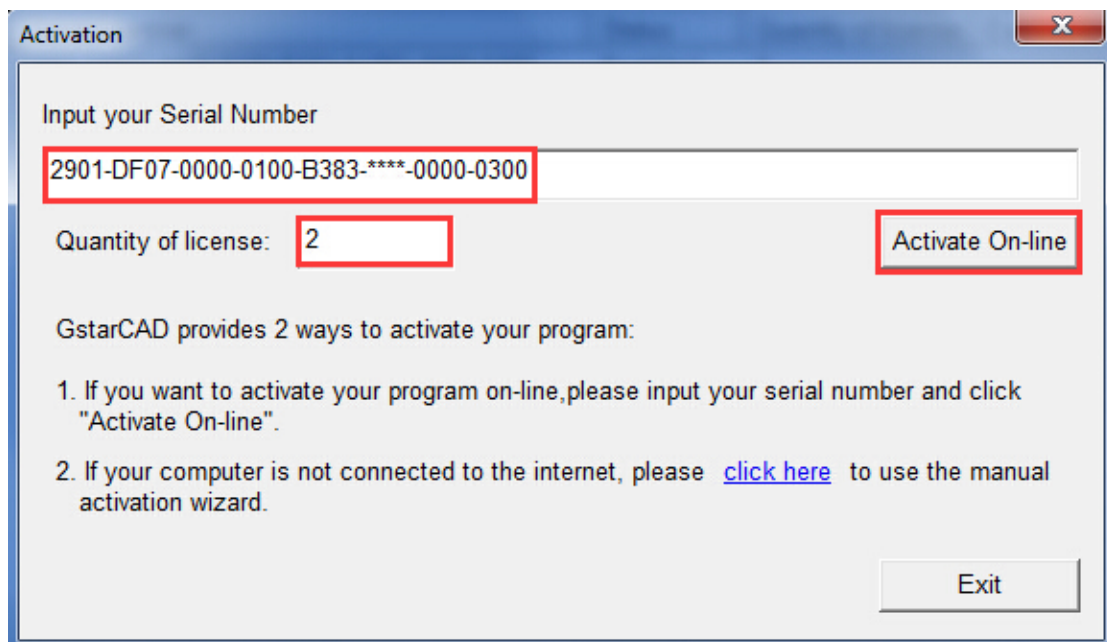 Activation
Input your Serial Number
2901-DF07-0000-0100-B383-****-0000-0300
Quantity of license: 2
Activate On-line
GstarCAD provides 2 ways to activate your program:
1. If you want to activate your program on-line,please input your serial number and click
"Activate On-line".
2. If your computer is not connected to the internet, please click here to use the manual
activation wizard.
Exit